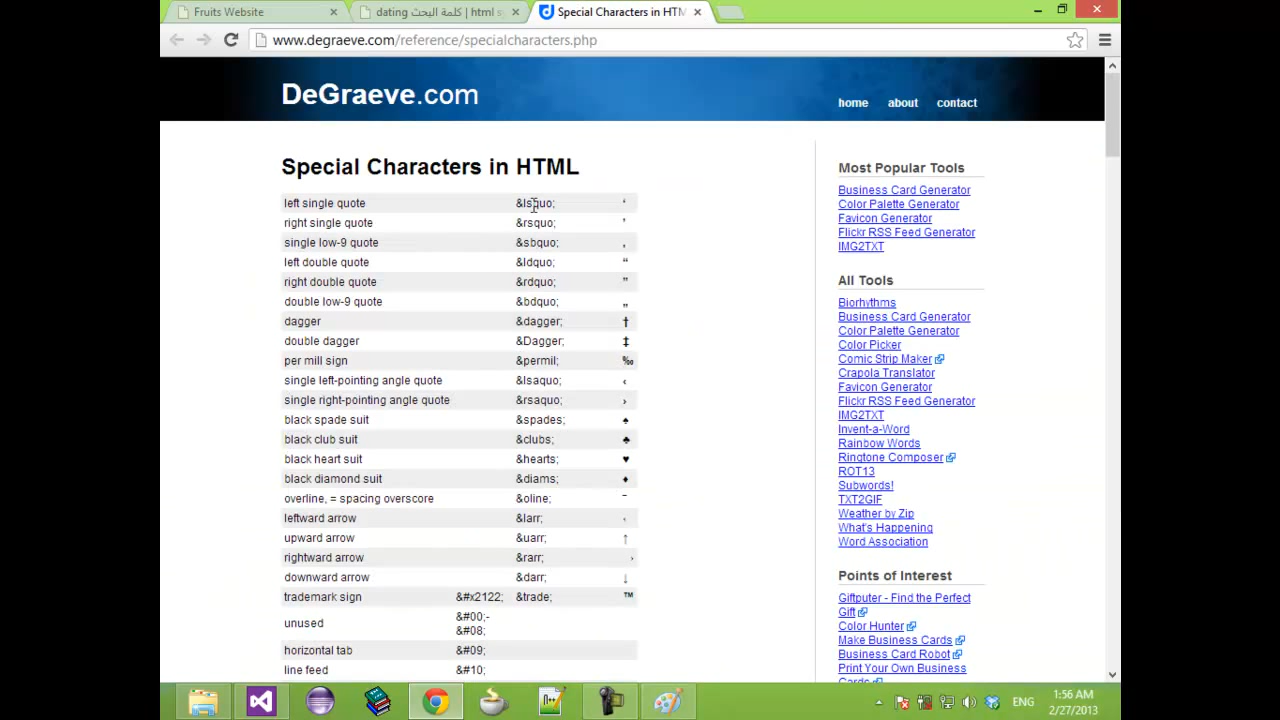 Fruits Website
dating كلمة البحث | html s
Special Characters in HTM
www.degraeve.com/reference/specialcharacters.php
DeGraeve.com
home about contact
Special Characters in HTML
left single quote &lsquo; ‘
right single quote &rsquo; ’
single low-9 quote &sbquo; ‚
left double quote &ldquo; “
right double quote &rdquo; ”
double low-9 quote &bdquo; „
dagger &dagger; †
double dagger &Dagger; ‡
per mill sign &permil; ‰
single left-pointing angle quote &lsaquo; ‹
single right-pointing angle quote &rsaquo; ›
black spade suit &spades; ♠
black club suit &clubs; ♣
black heart suit &hearts; ♥
black diamond suit &diams; ♦
overline, = spacing overscore &oline; ‾
leftward arrow &larr; ←
upward arrow &uarr; ↑
rightward arrow &rarr; →
downward arrow &darr; ↓
trademark sign &#x2122; &trade; ™
unused &#00;-
&#08;
horizontal tab &#09;
line feed &#10;
Most Popular Tools
Business Card Generator
Color Palette Generator
Favicon Generator
Flickr RSS Feed Generator
IMG2TXT
All Tools
Biorhythms
Business Card Generator
Color Palette Generator
Color Picker
Comic Strip Maker
Crapola Translator
Favicon Generator
Flickr RSS Feed Generator
IMG2TXT
Invent-a-Word
Rainbow Words
Ringtone Composer
ROT13
Subwords!
TXT2GIF
Weather by Zip
What's Happening
Word Association
Points of Interest
Giftputer - Find the Perfect
Gift
Color Hunter
Make Business Cards
Business Card Robot
Print Your Own Business
Cards
ENG
1:56 AM
2/27/2013